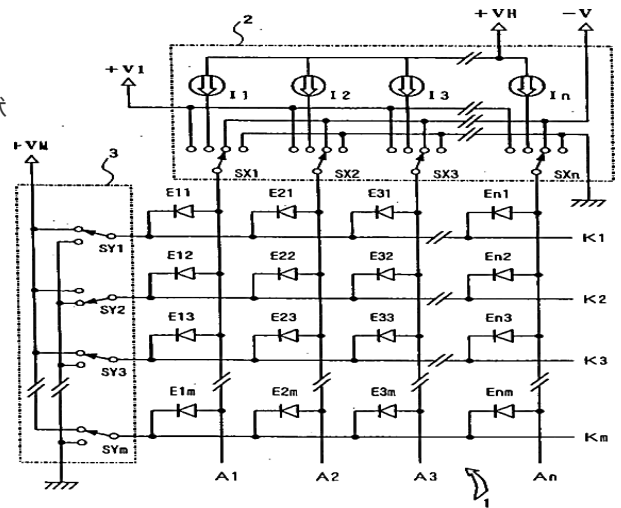 +VH -V
2
+V1
I1 I2 I3 In
+VM
3
SX1 SX2 SX3 SXn
E11 E21 E31 En1
SY1 K1
E12 E22 E32 En2
SY2 K2
E13 E23 E33 En3
SY3 K3
E1m E2m E3m Enm
SYm Km
A1 A2 A3 An
1